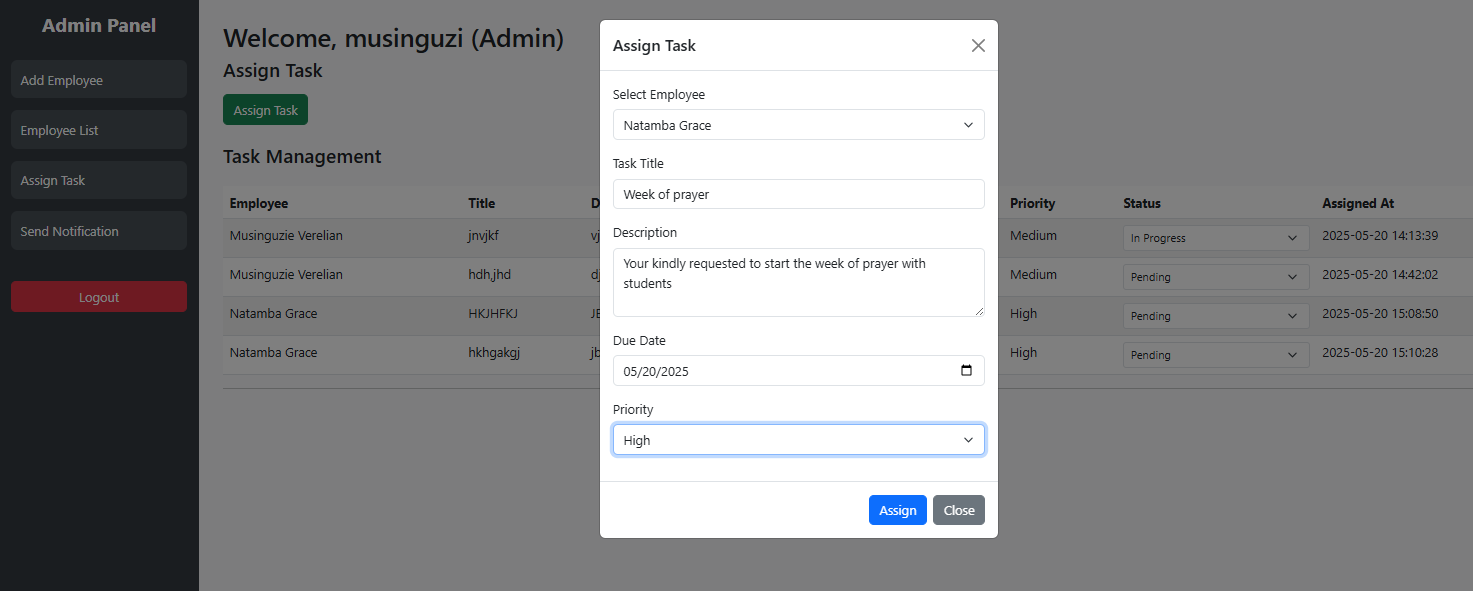 Admin Panel
Add Employee
Employee List
Assign Task
Send Notification
Logout
Welcome, musinguzi (Admin)
Assign Task
Assign Task
Task Management
Employee Title D Priority Status Assigned At
Musinguzie Verelian jnvjkf vj Medium In Progress 2025-05-20 14:13:39
Musinguzie Verelian hdh,jhd dj Medium Pending 2025-05-20 14:42:02
Natamba Grace HKJHFKJ High Pending 2025-05-20 15:08:50
Natamba Grace hkhgakgj jb High Pending 2025-05-20 15:10:28
Assign Task
Select Employee
Natamba Grace
Task Title
Week of prayer
Description
Your kindly requested to start the week of prayer with
students
Due Date
05/20/2025
Priority
High
Assign Close